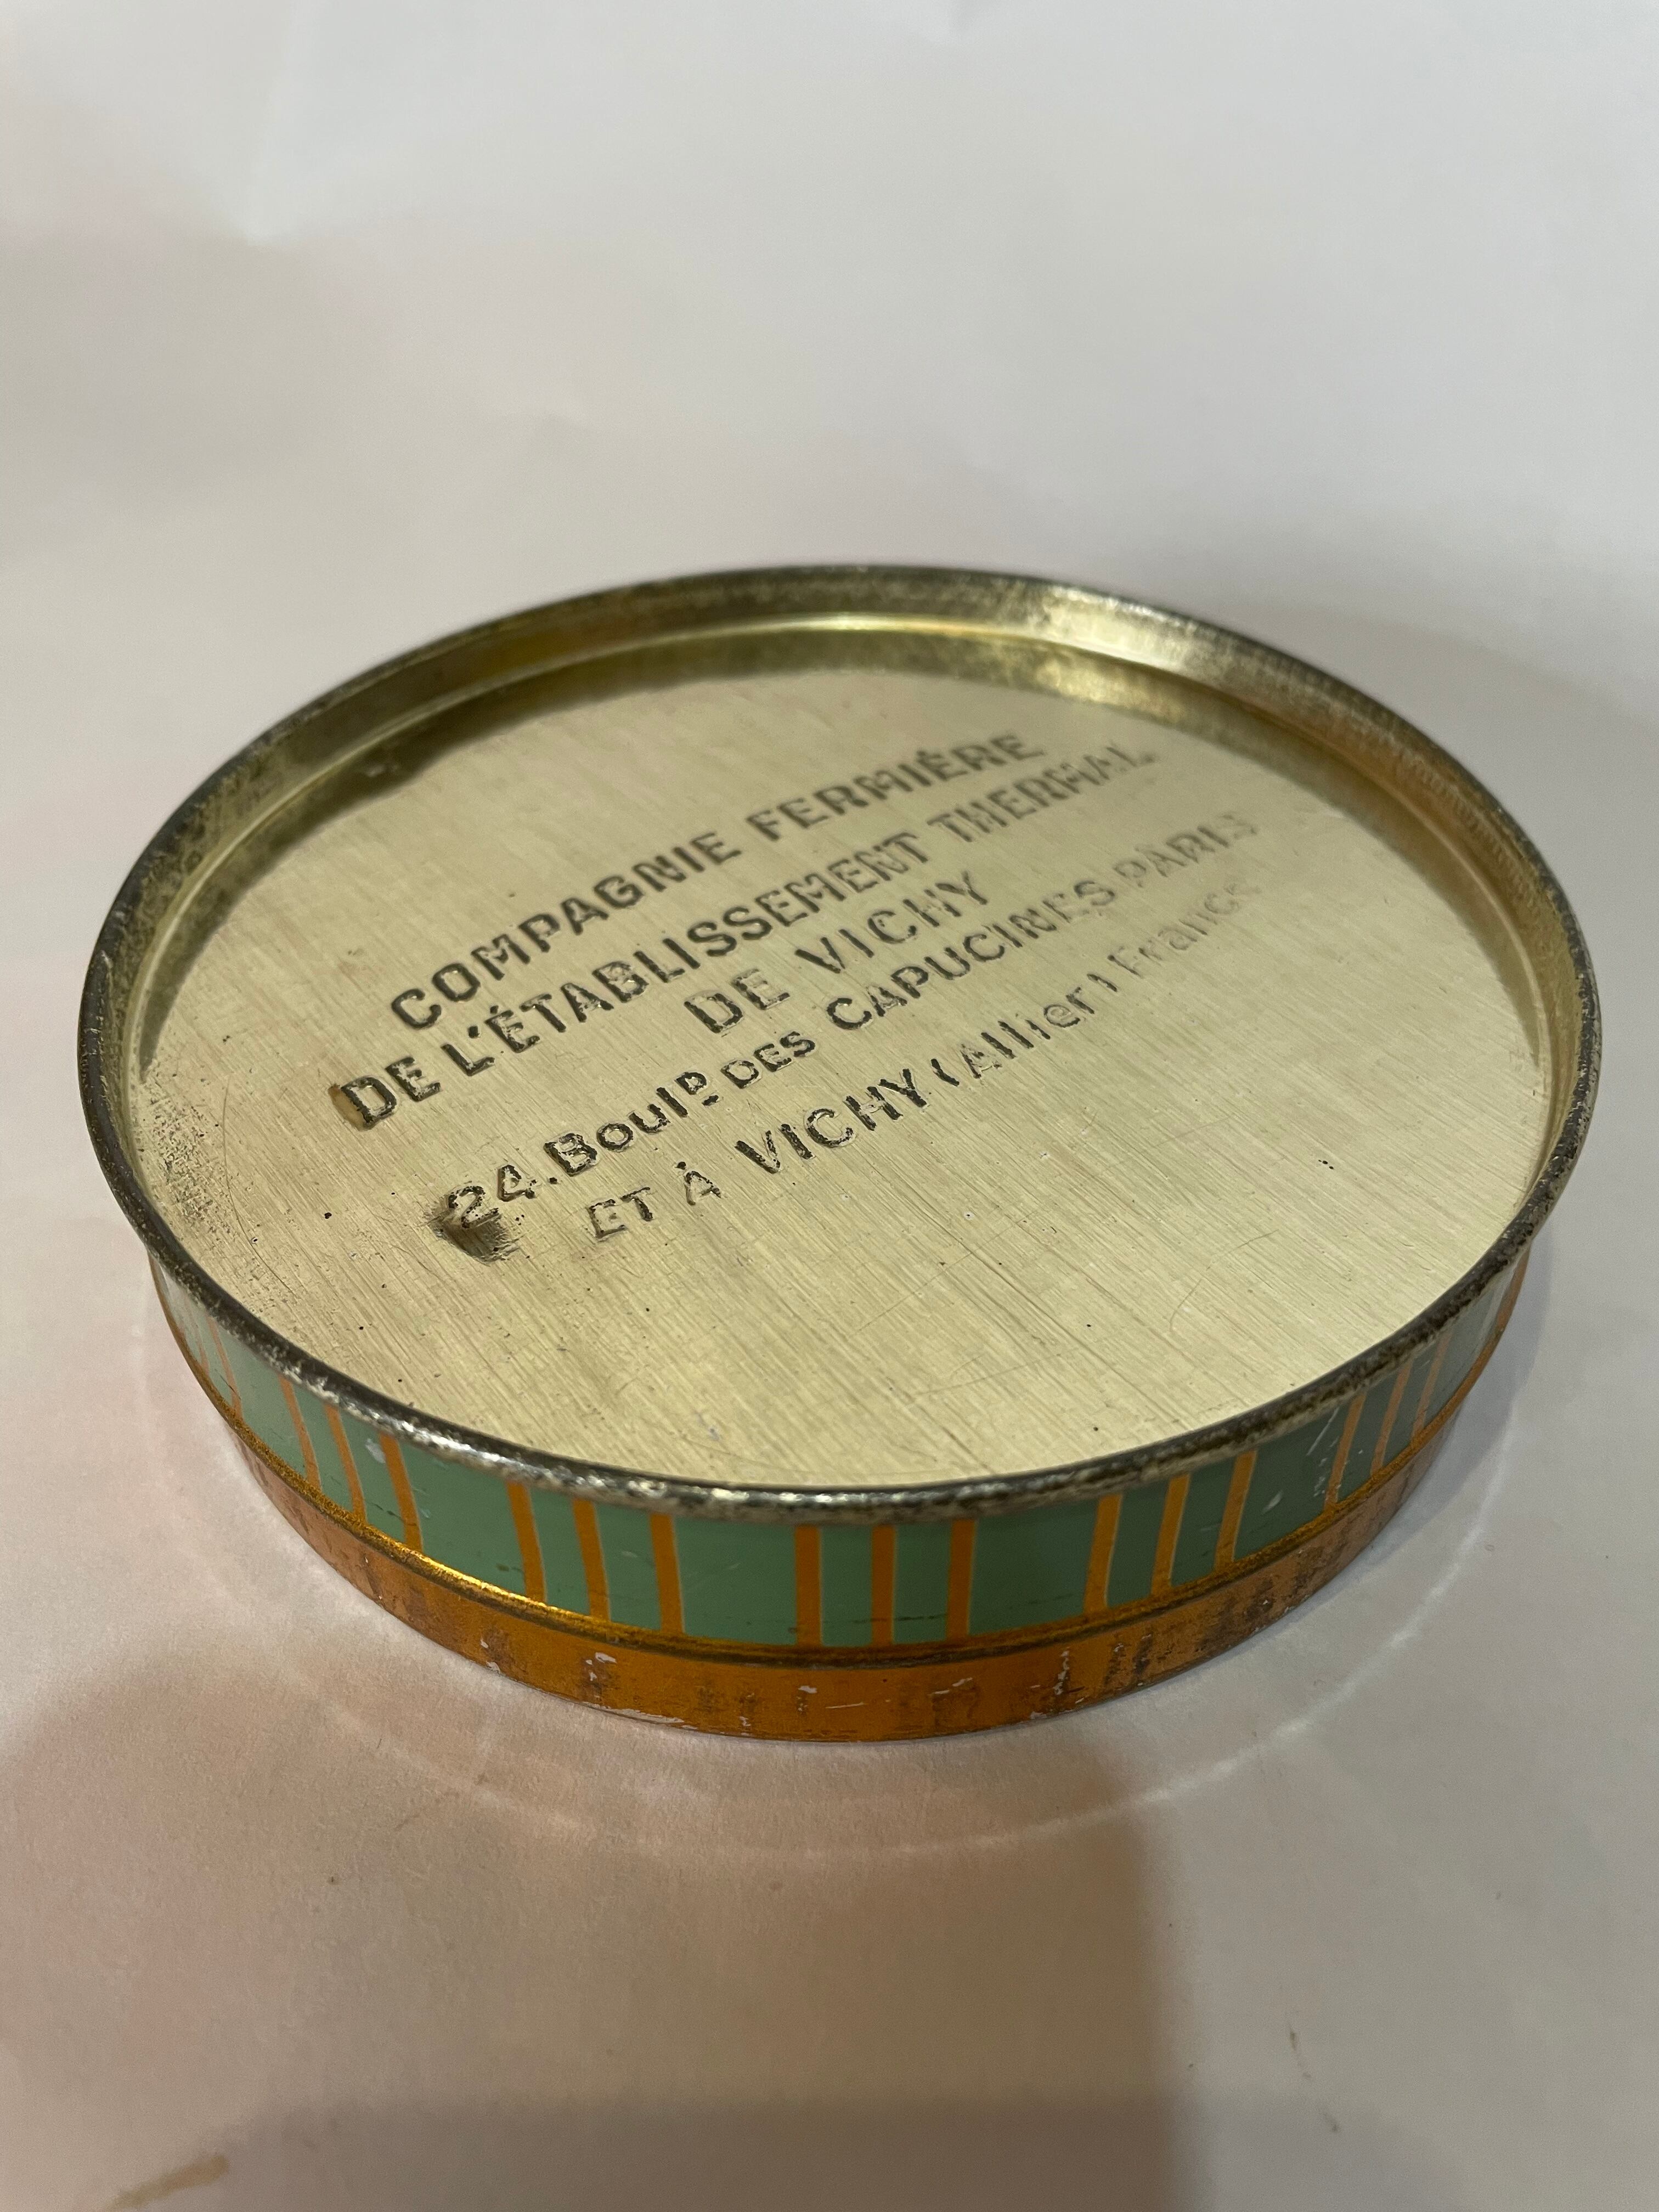 COMPAGNIE FERMIÈRE
DE L'ÉTABLISSEMENT THERMAL
DE VICHY
24. Boulᴰ DES CAPUCINES PARIS
ET À VICHY (Allier) France